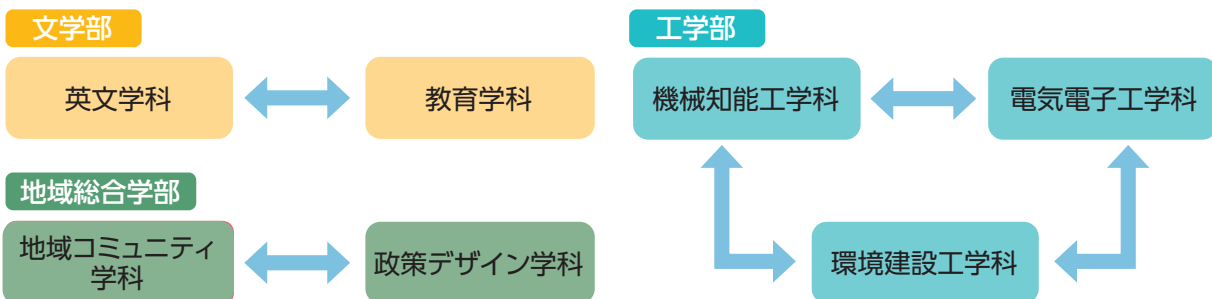 文学部
英文学科
教育学科
地域総合学部
地域コミュニティ
学科
政策デザイン学科
工学部
機械知能工学科
電気電子工学科
環境建設工学科